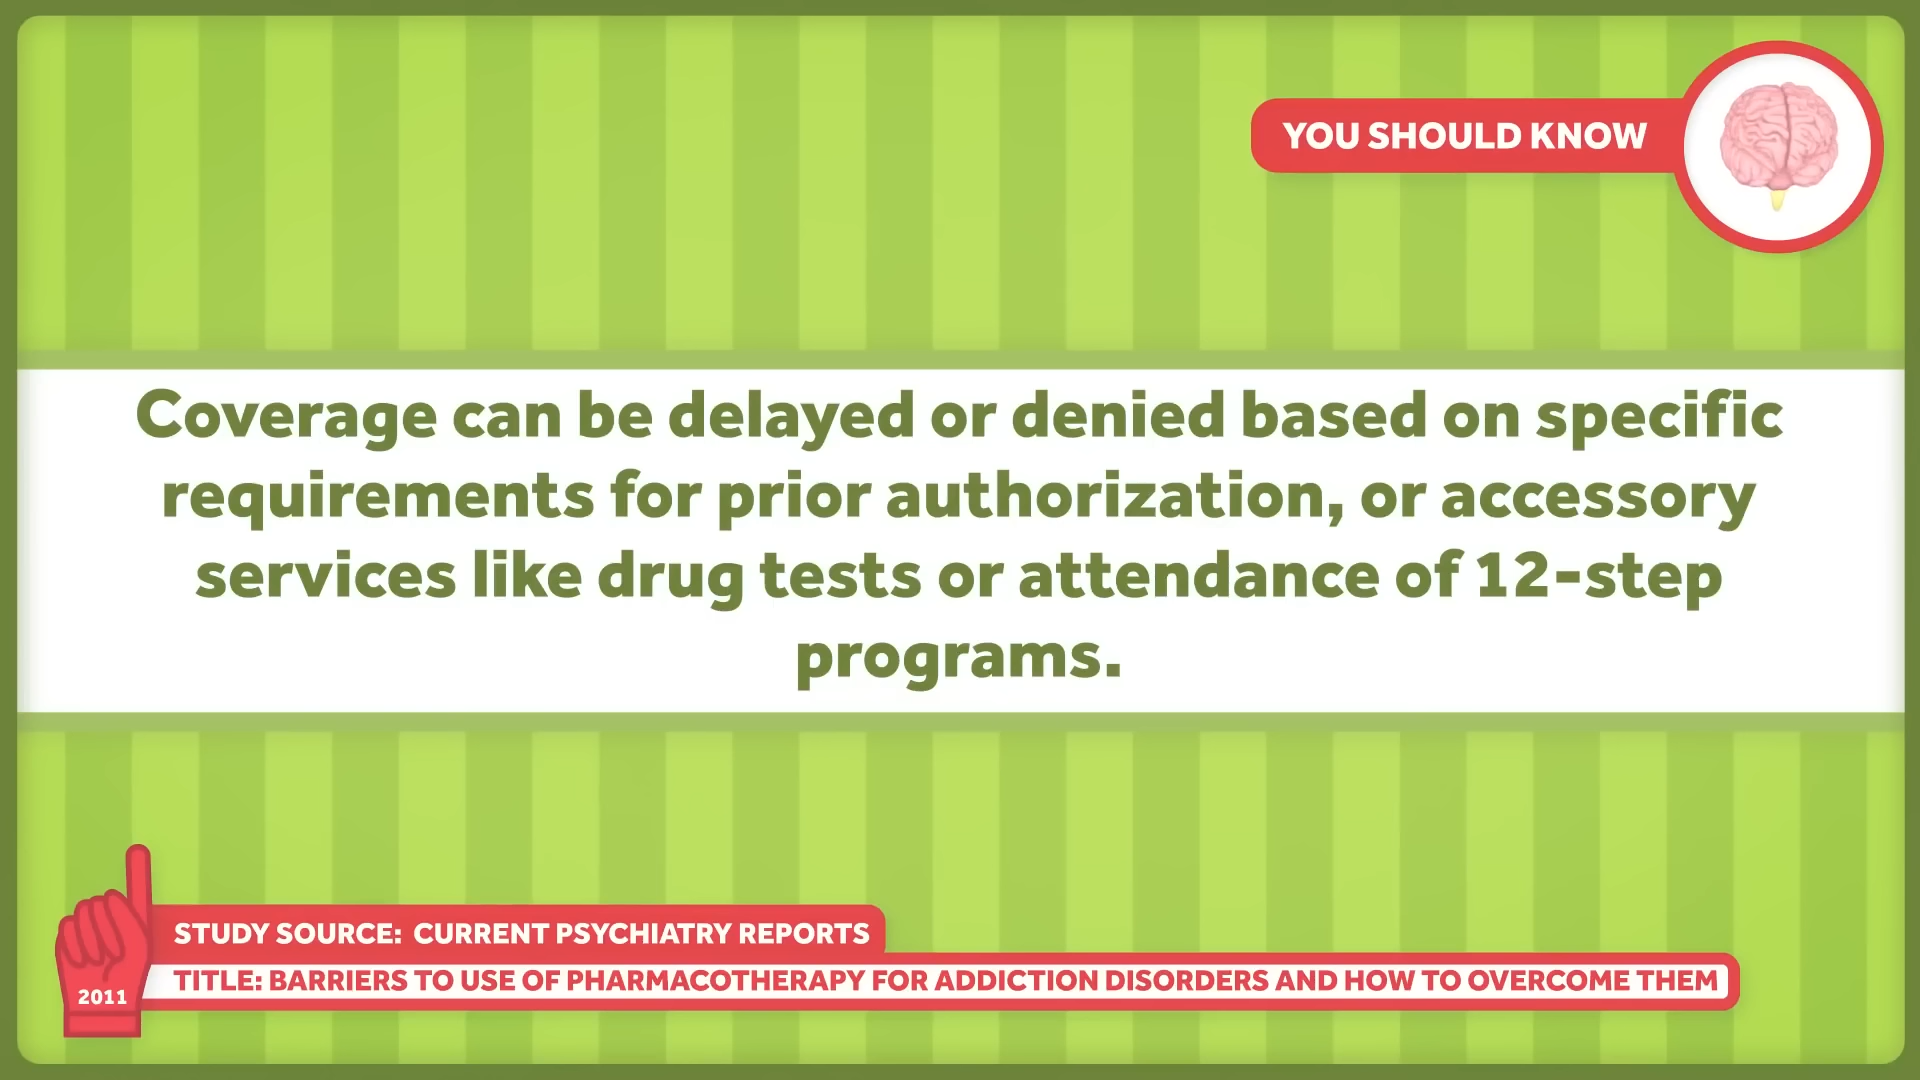 YOU SHOULD KNOW
Coverage can be delayed or denied based on specific
requirements for prior authorization, or accessory
services like drug tests or attendance of 12-step
programs.
STUDY SOURCE: CURRENT PSYCHIATRY REPORTS
TITLE: BARRIERS TO USE OF PHARMACOTHERAPY FOR ADDICTION DISORDERS AND HOW TO OVERCOME THEM
2011